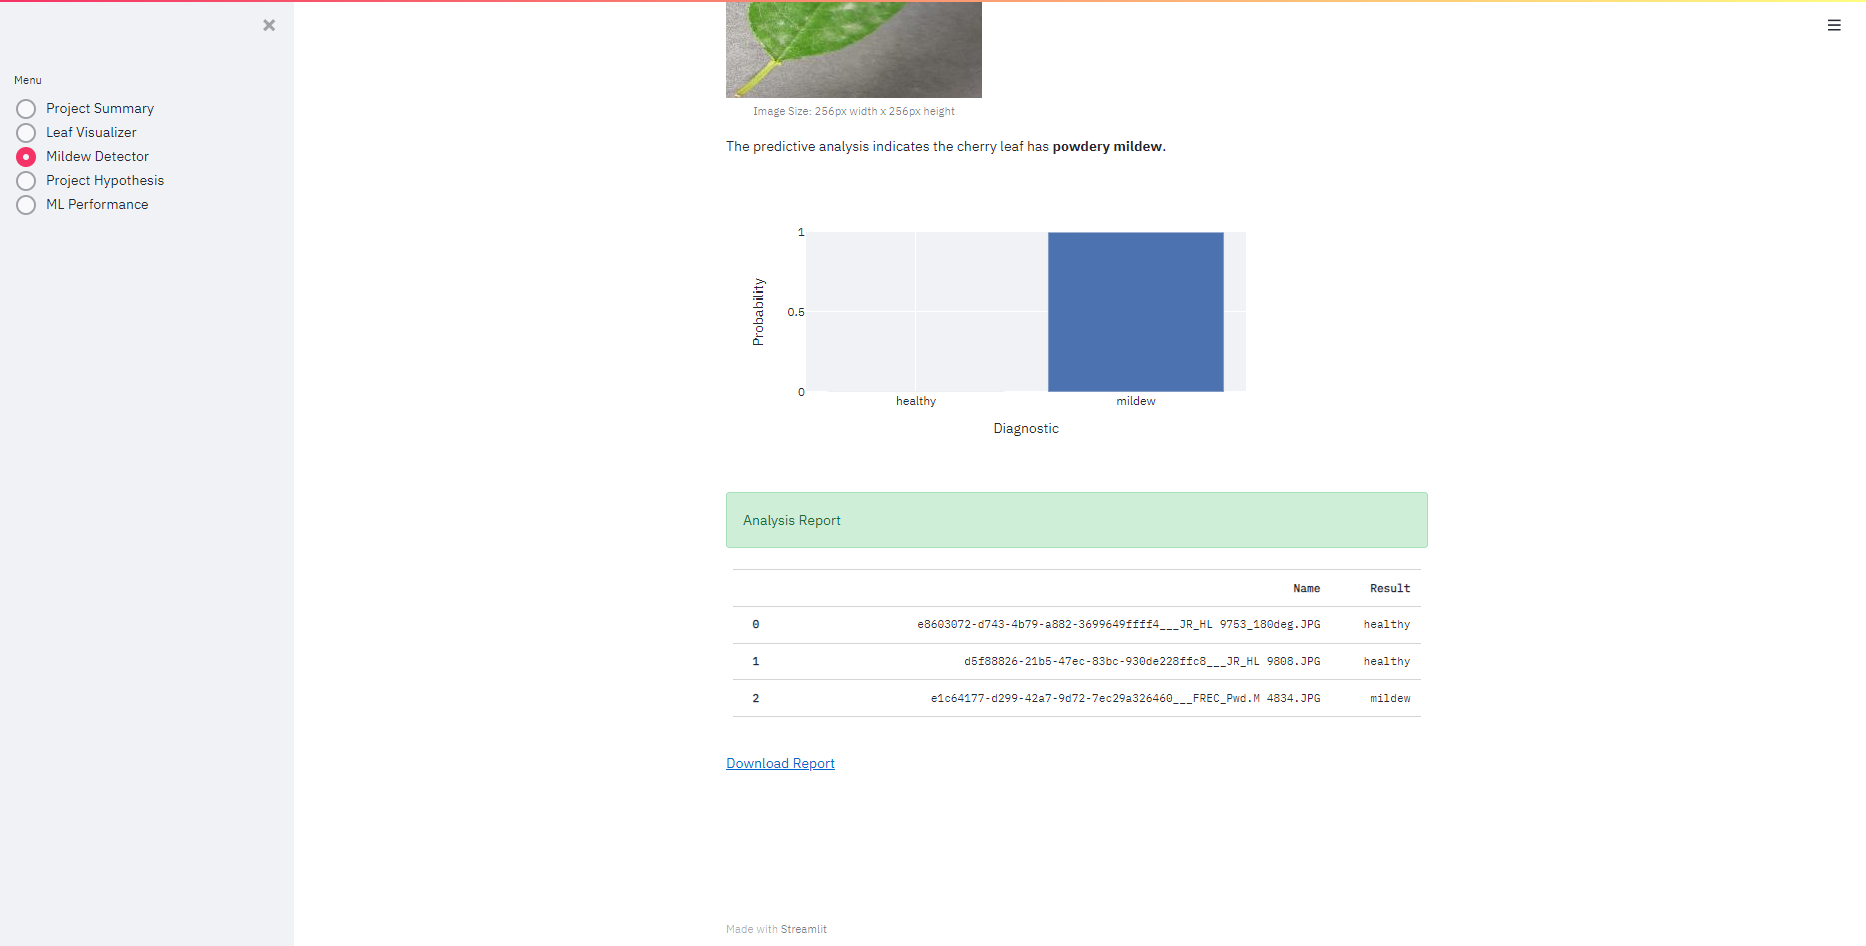 Menu
Project Summary
Leaf Visualizer
Mildew Detector
Project Hypothesis
ML Performance
Image Size: 256px width x 256px height
The predictive analysis indicates the cherry leaf has powdery mildew.
1
0.5
0
Probability
healthy mildew
Diagnostic
Analysis Report
Name Result
0 e8603072-d743-4b79-a882-3699649ffff4___JR_HL 9753_180deg.JPG healthy
1 d5f88826-21b5-47ec-83bc-930de228ffc8___JR_HL 9808.JPG healthy
2 e1c64177-d299-42a7-9d72-7ec29a326460___FREC_Pwd.M 4834.JPG mildew
Download Report
Made with Streamlit